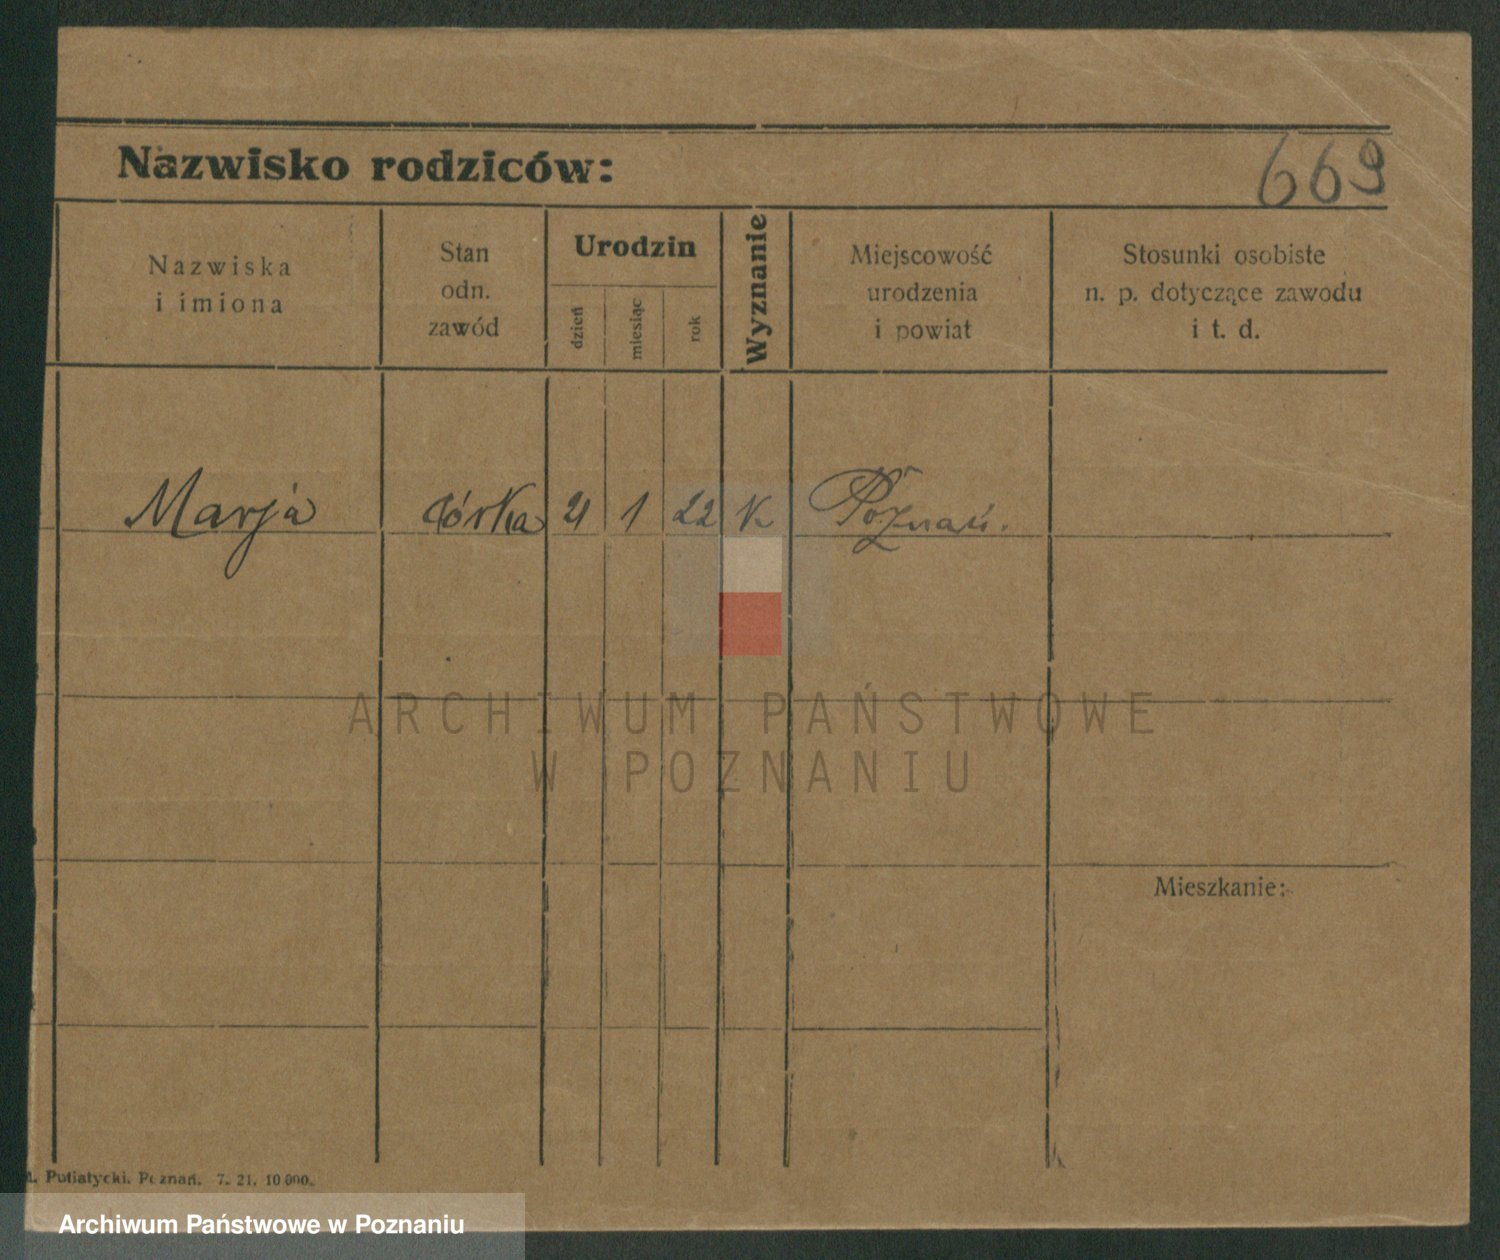 Nazwisko rodziców:
669
Nazwiska
i imiona
Stan
odn.
zawód
Urodzin
dzień
miesiąc
rok
Wyznanie
Miejscowość
urodzenia
i powiat
Stosunki osobiste
n. p. dotyczące zawodu
i t. d.
Marja córka 21 1 22 K Poznań.
ARCHIWUM PAŃSTWOWE
W POZNANIU
Mieszkanie:
Putiatycki. Poznań. 7. 21. 10 000.
Archiwum Państwowe w Poznaniu